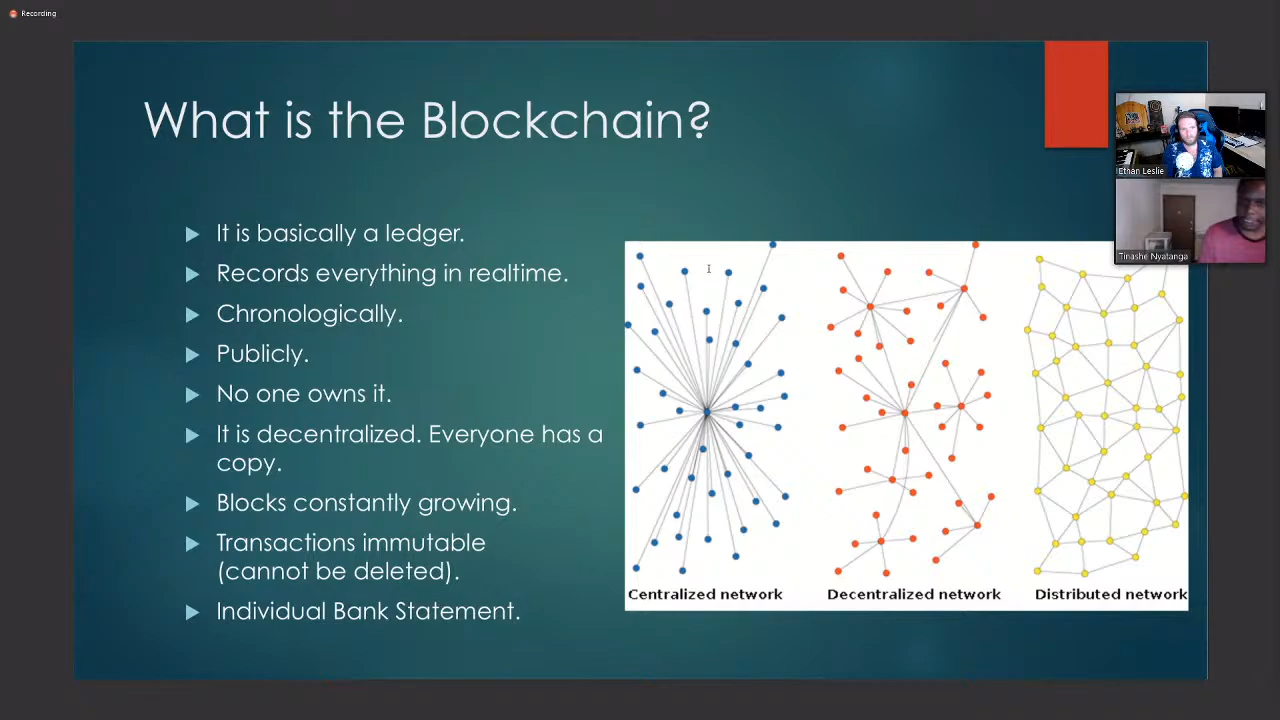 Recording
What is the Blockchain?
It is basically a ledger.
Records everything in realtime.
Chronologically.
Publicly.
No one owns it.
It is decentralized. Everyone has a
copy.
Blocks constantly growing.
Transactions immutable
(cannot be deleted).
Individual Bank Statement.
Centralized network
Decentralized network
Distributed network
Ethan Leslie
Tinashe Nyatanga